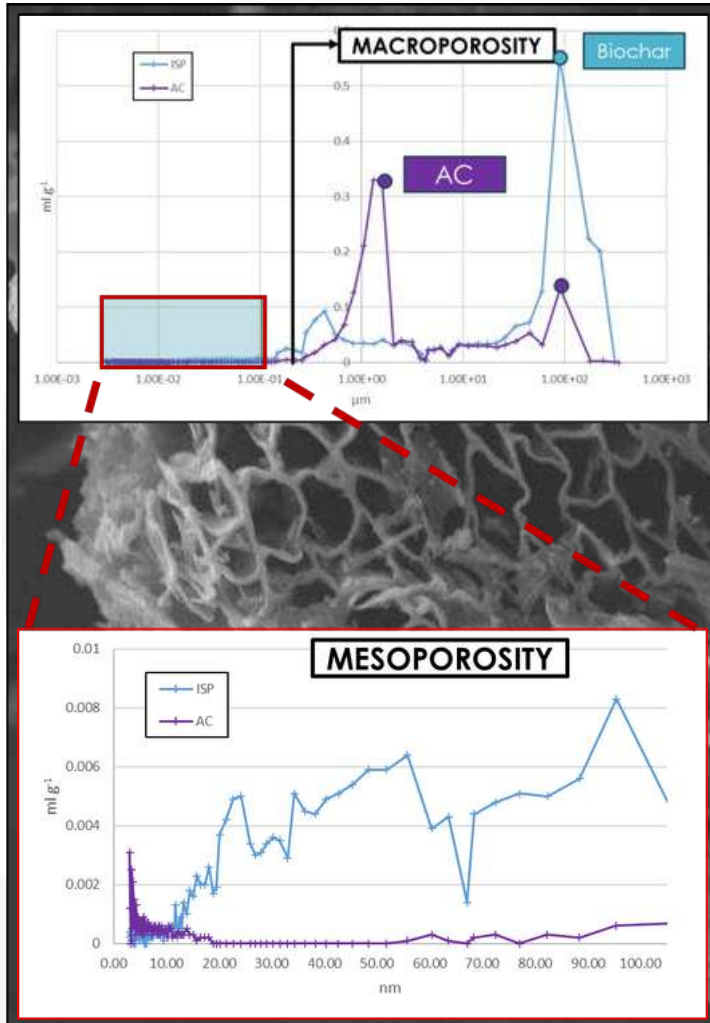 MACROPOROSITY
Biochar
ISP
AC
AC
0.6
0.5
0.4
0.3
0.2
0.1
0
ml g⁻¹
1.00E-03
1.00E-02
1.00E-01
1.00E+00
1.00E+01
1.00E+02
1.00E+03
µm
MESOPOROSITY
ISP
AC
0.01
0.008
0.006
0.004
0.002
0
ml g⁻¹
0.00
10.00
20.00
30.00
40.00
50.00
60.00
70.00
80.00
90.00
100.00
nm